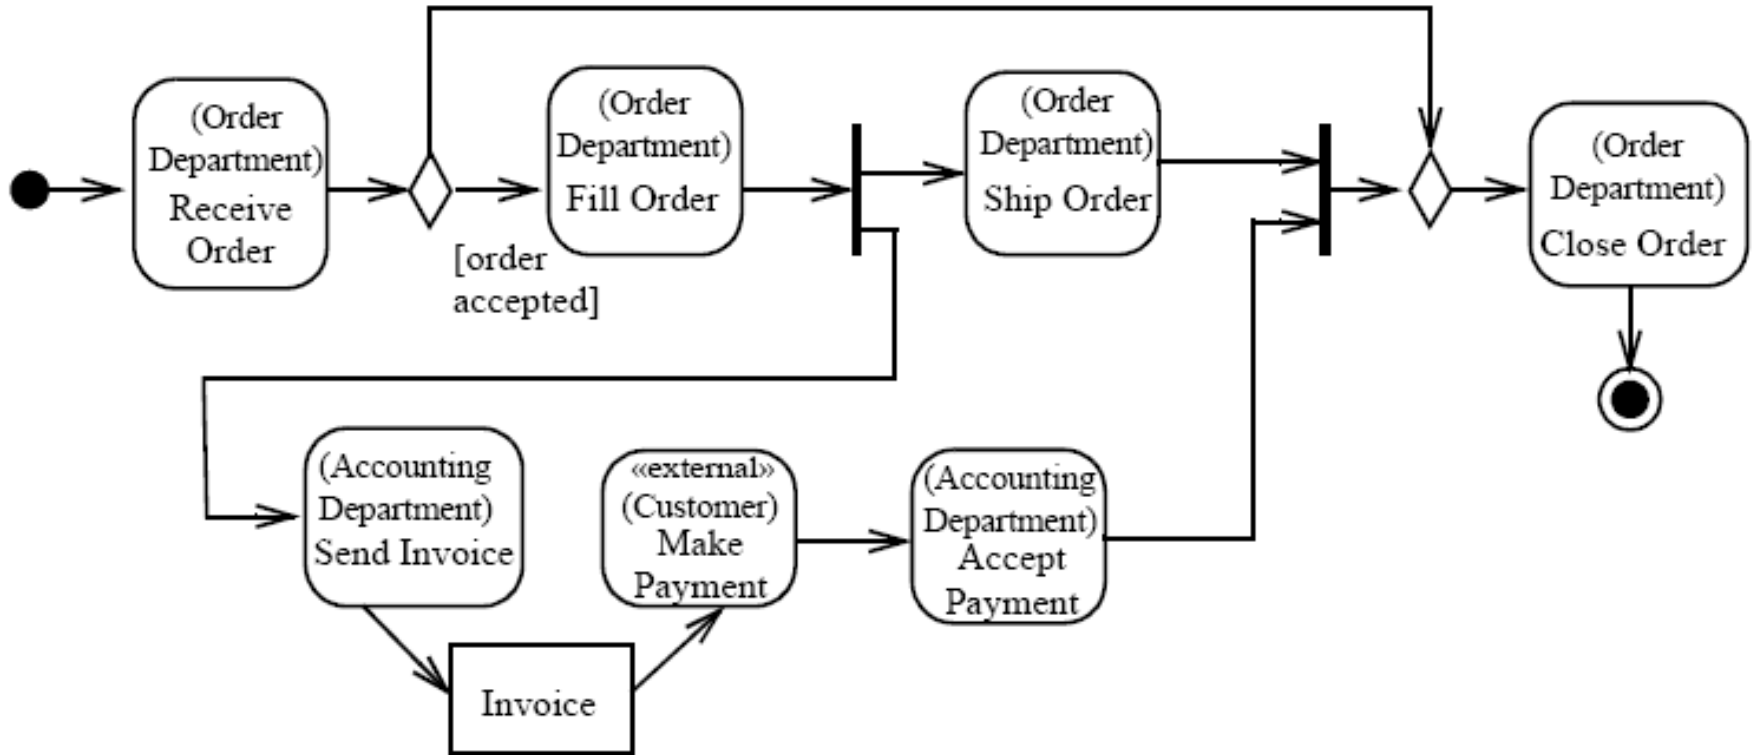 (Order
Department)
Receive
Order
[order
accepted]
(Order
Department)
Fill Order
(Order
Department)
Ship Order
(Order
Department)
Close Order
(Accounting
Department)
Send Invoice
Invoice
«external»
(Customer)
Make
Payment
(Accounting
Department)
Accept
Payment